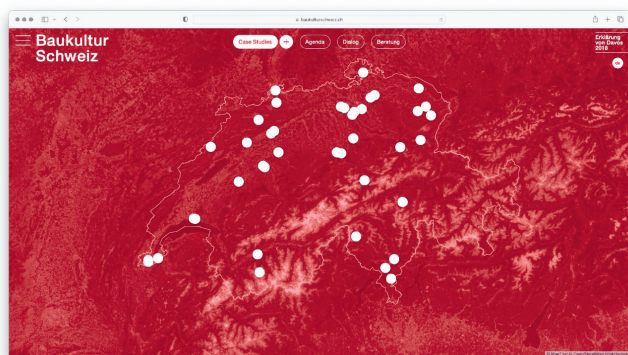 baukulturschweiz.ch
Baukultur
Schweiz
Case Studies
Agenda
Dialog
Beratung
Erklärung
von Davos
2018